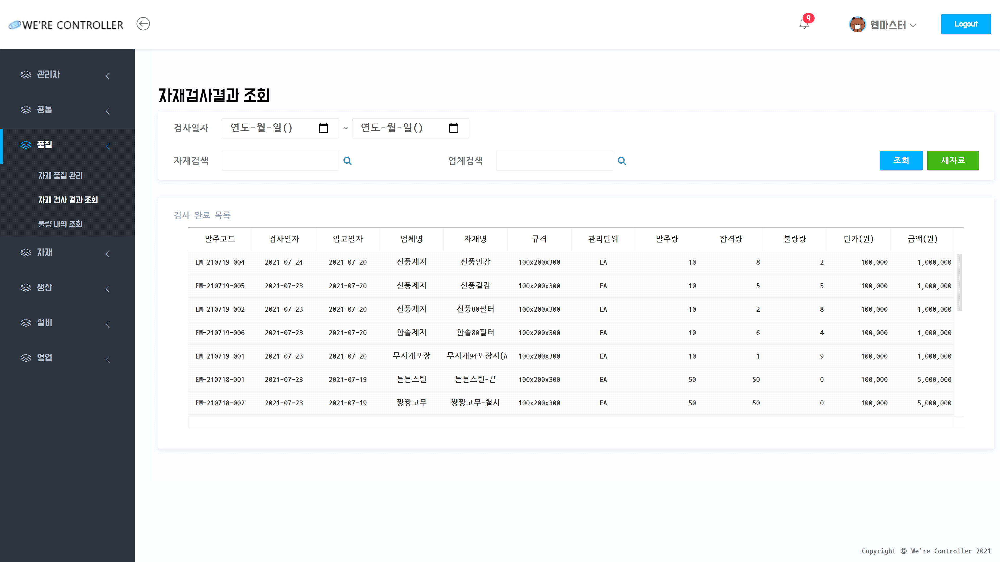 WE'RE CONTROLLER
9
웹마스터
Logout
관리자
공통
품질
자재 품질 관리
자재 검사 결과 조회
불량 내역 조회
자재
생산
설비
영업
자재검사결과 조회
검사일자 연도-월-일() ~ 연도-월-일()
자재검색 업체검색 조회 새자료
검사 완료 목록
발주코드 검사일자 입고일자 업체명 자재명 규격 관리단위 발주량 합격량 불량량 단가(원) 금액(원)
EM-210719-004 2021-07-24 2021-07-20 신풍제지 신풍안감 100x200x300 EA 10 8 2 100,000 1,000,000
EM-210719-005 2021-07-23 2021-07-20 신풍제지 신풍겉감 100x200x300 EA 10 5 5 100,000 1,000,000
EM-210719-002 2021-07-23 2021-07-20 신풍제지 신풍80필터 100x200x300 EA 10 2 8 100,000 1,000,000
EM-210719-006 2021-07-23 2021-07-20 한솔제지 한솔80필터 100x200x300 EA 10 6 4 100,000 1,000,000
EM-210719-001 2021-07-23 2021-07-20 무지개포장 무지개94포장지(A 100x200x300 EA 10 1 9 100,000 1,000,000
EM-210718-001 2021-07-23 2021-07-19 튼튼스틸 튼튼스틸-끈 100x200x300 EA 50 50 0 100,000 5,000,000
EM-210718-002 2021-07-23 2021-07-19 짱짱고무 짱짱고무-철사 100x200x300 EA 50 50 0 100,000 5,000,000
Copyright © We're Controller 2021